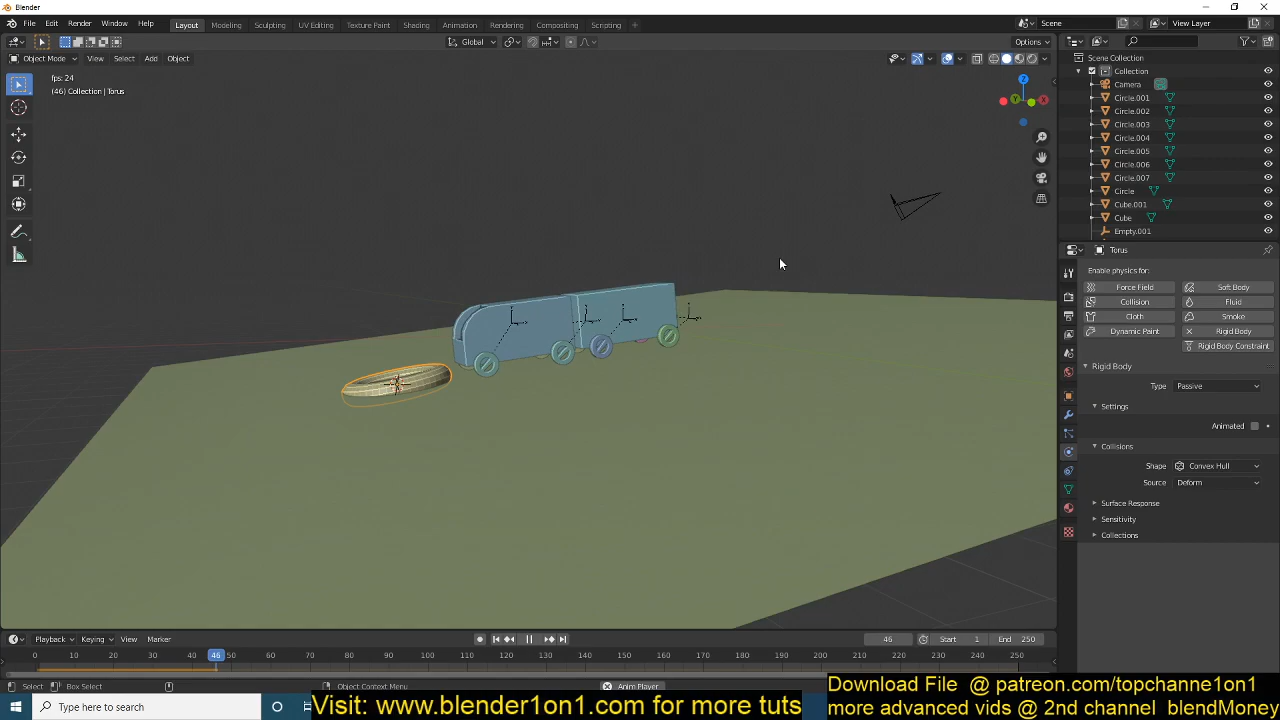 Blender
File Edit Render Window Help Layout Modeling Sculpting UV Editing Texture Paint Shading Animation Rendering Compositing Scripting + Scene View Layer
Global Options
Object Mode View Select Add Object
fps: 24
(46) Collection | Torus
Z
Y
X
Scene Collection
Collection
Camera
Circle.001
Circle.002
Circle.003
Circle.004
Circle.005
Circle.006
Circle.007
Circle
Cube.001
Cube
Empty.001
Torus
Enable physics for:
Force Field Soft Body
Collision Fluid
Cloth Smoke
Dynamic Paint Rigid Body
Rigid Body Constraint
Rigid Body
Type Passive
Settings
Animated
Collisions
Shape Convex Hull
Source Deform
Surface Response
Sensitivity
Collections
Playback Keying View Marker 46 Start 1 End 250
0 10 20 30 40 46 50 60 70 80 90 100 110 120 130 140 150 160 170 180 190 200 210 220 230 240 250
Select Box Select Object Context Menu Anim Player
Type here to search
Visit: www.blender1on1.com for more tuts
Download File @ patreon.com/topchanne1on1
more advanced vids @ 2nd channel blendMoney